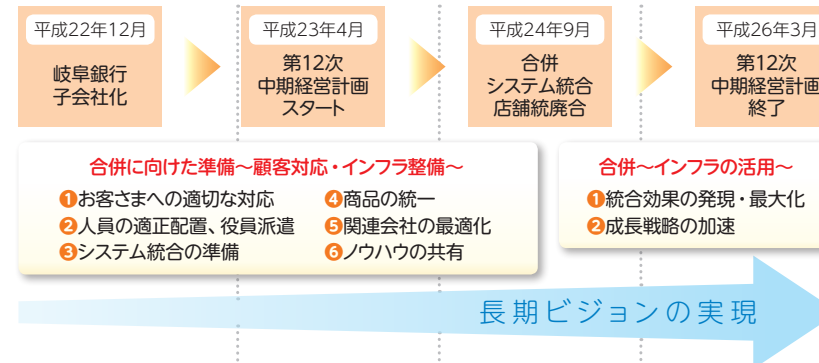 平成22年12月
岐阜銀行
子会社化
平成23年4月
第12次
中期経営計画
スタート
平成24年9月
合併
システム統合
店舗統廃合
平成26年3月
第12次
中期経営計画
終了
合併に向けた準備～顧客対応・インフラ整備～
❶お客さまへの適切な対応
❷人員の適正配置、役員派遣
❸システム統合の準備
❹商品の統一
❺関連会社の最適化
❻ノウハウの共有
合併～インフラの活用～
❶統合効果の発現・最大化
❷成長戦略の加速
長期ビジョンの実現